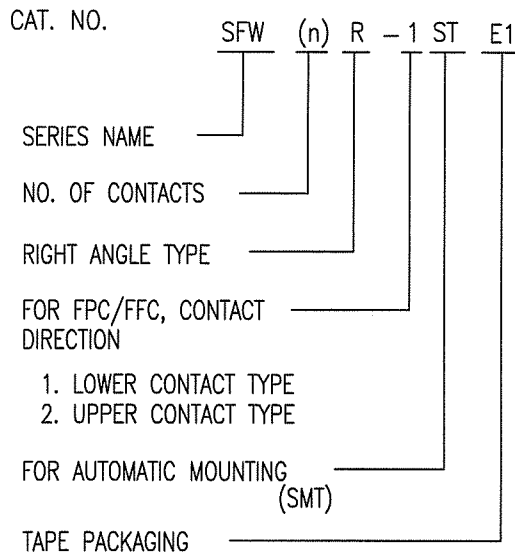 CAT. NO.
SFW (n) R - 1 ST E1
SERIES NAME
NO. OF CONTACTS
RIGHT ANGLE TYPE
FOR FPC/FFC, CONTACT
DIRECTION
1. LOWER CONTACT TYPE
2. UPPER CONTACT TYPE
FOR AUTOMATIC MOUNTING
(SMT)
TAPE PACKAGING